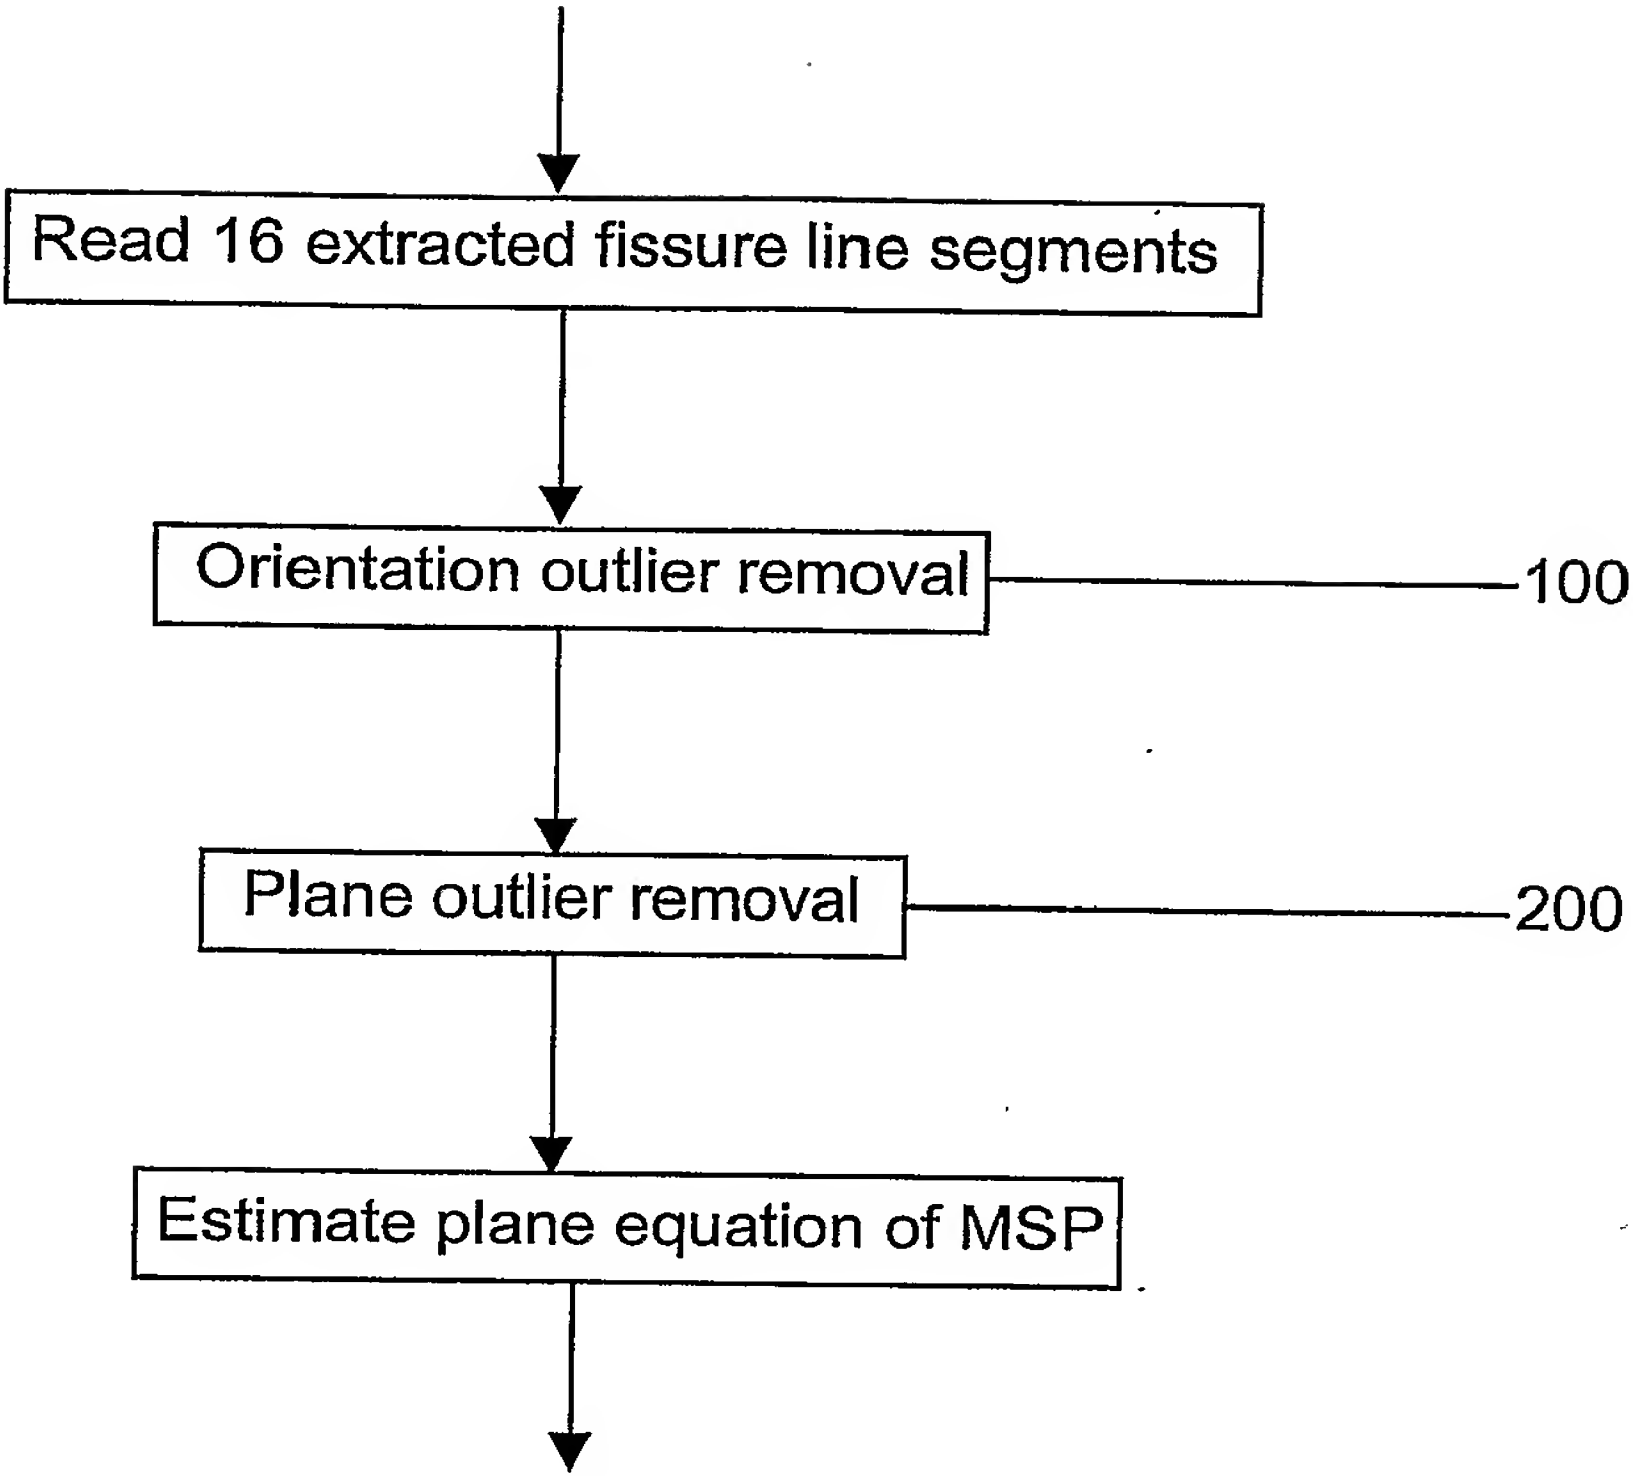 Read 16 extracted fissure line segments
Orientation outlier removal
100
Plane outlier removal
200
Estimate plane equation of MSP